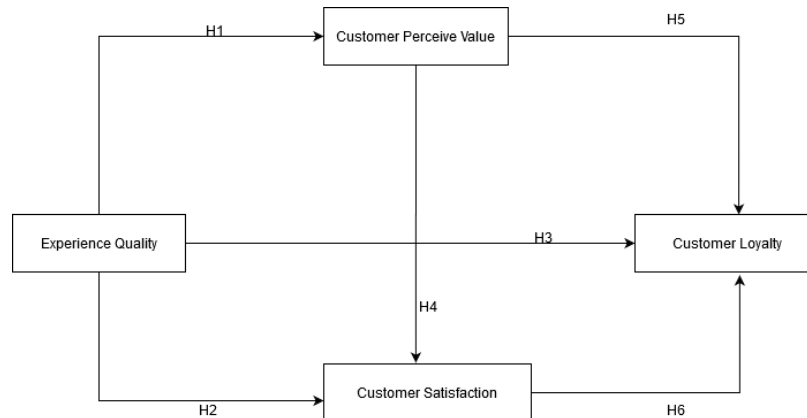 H1
Customer Perceive Value
H5
Experience Quality
H3
Customer Loyalty
H4
Customer Satisfaction
H2
H6